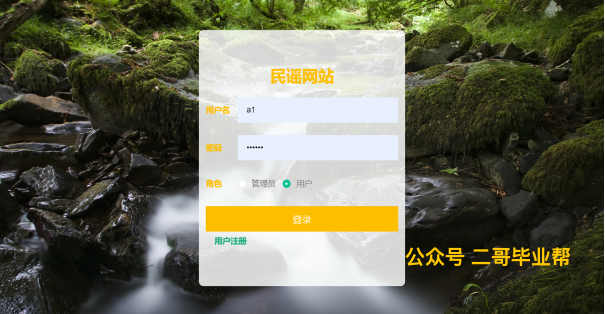 民谣网站
用户名 a1
密码 ••••••
角色 管理员 用户
登录
用户注册
公众号 二哥毕业帮